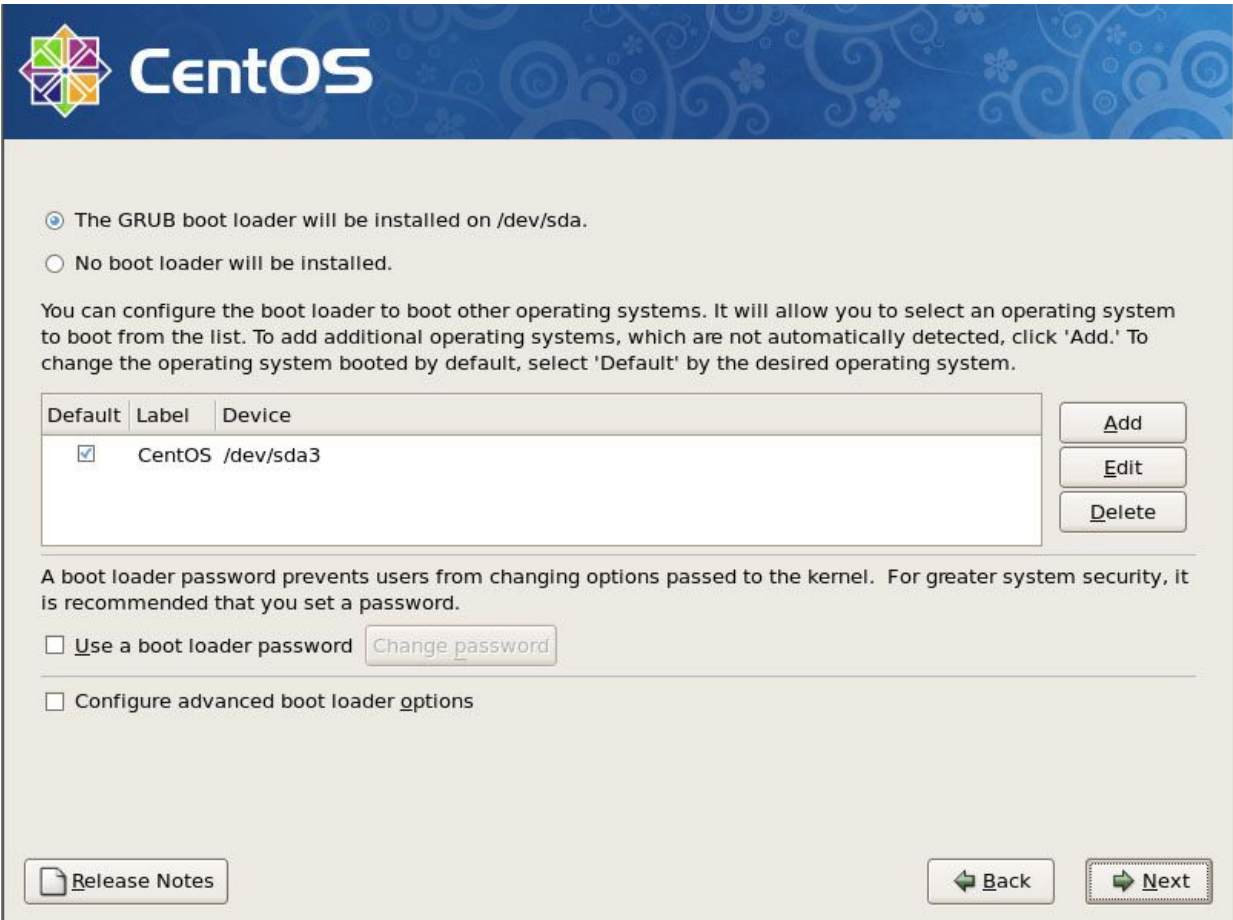 CentOS
The GRUB boot loader will be installed on /dev/sda.
No boot loader will be installed.
You can configure the boot loader to boot other operating systems. It will allow you to select an operating system
to boot from the list. To add additional operating systems, which are not automatically detected, click 'Add.' To
change the operating system booted by default, select 'Default' by the desired operating system.
Default Label Device
CentOS /dev/sda3
Add
Edit
Delete
A boot loader password prevents users from changing options passed to the kernel.  For greater system security, it
is recommended that you set a password.
Use a boot loader password Change password
Configure advanced boot loader options
Release Notes Back Next